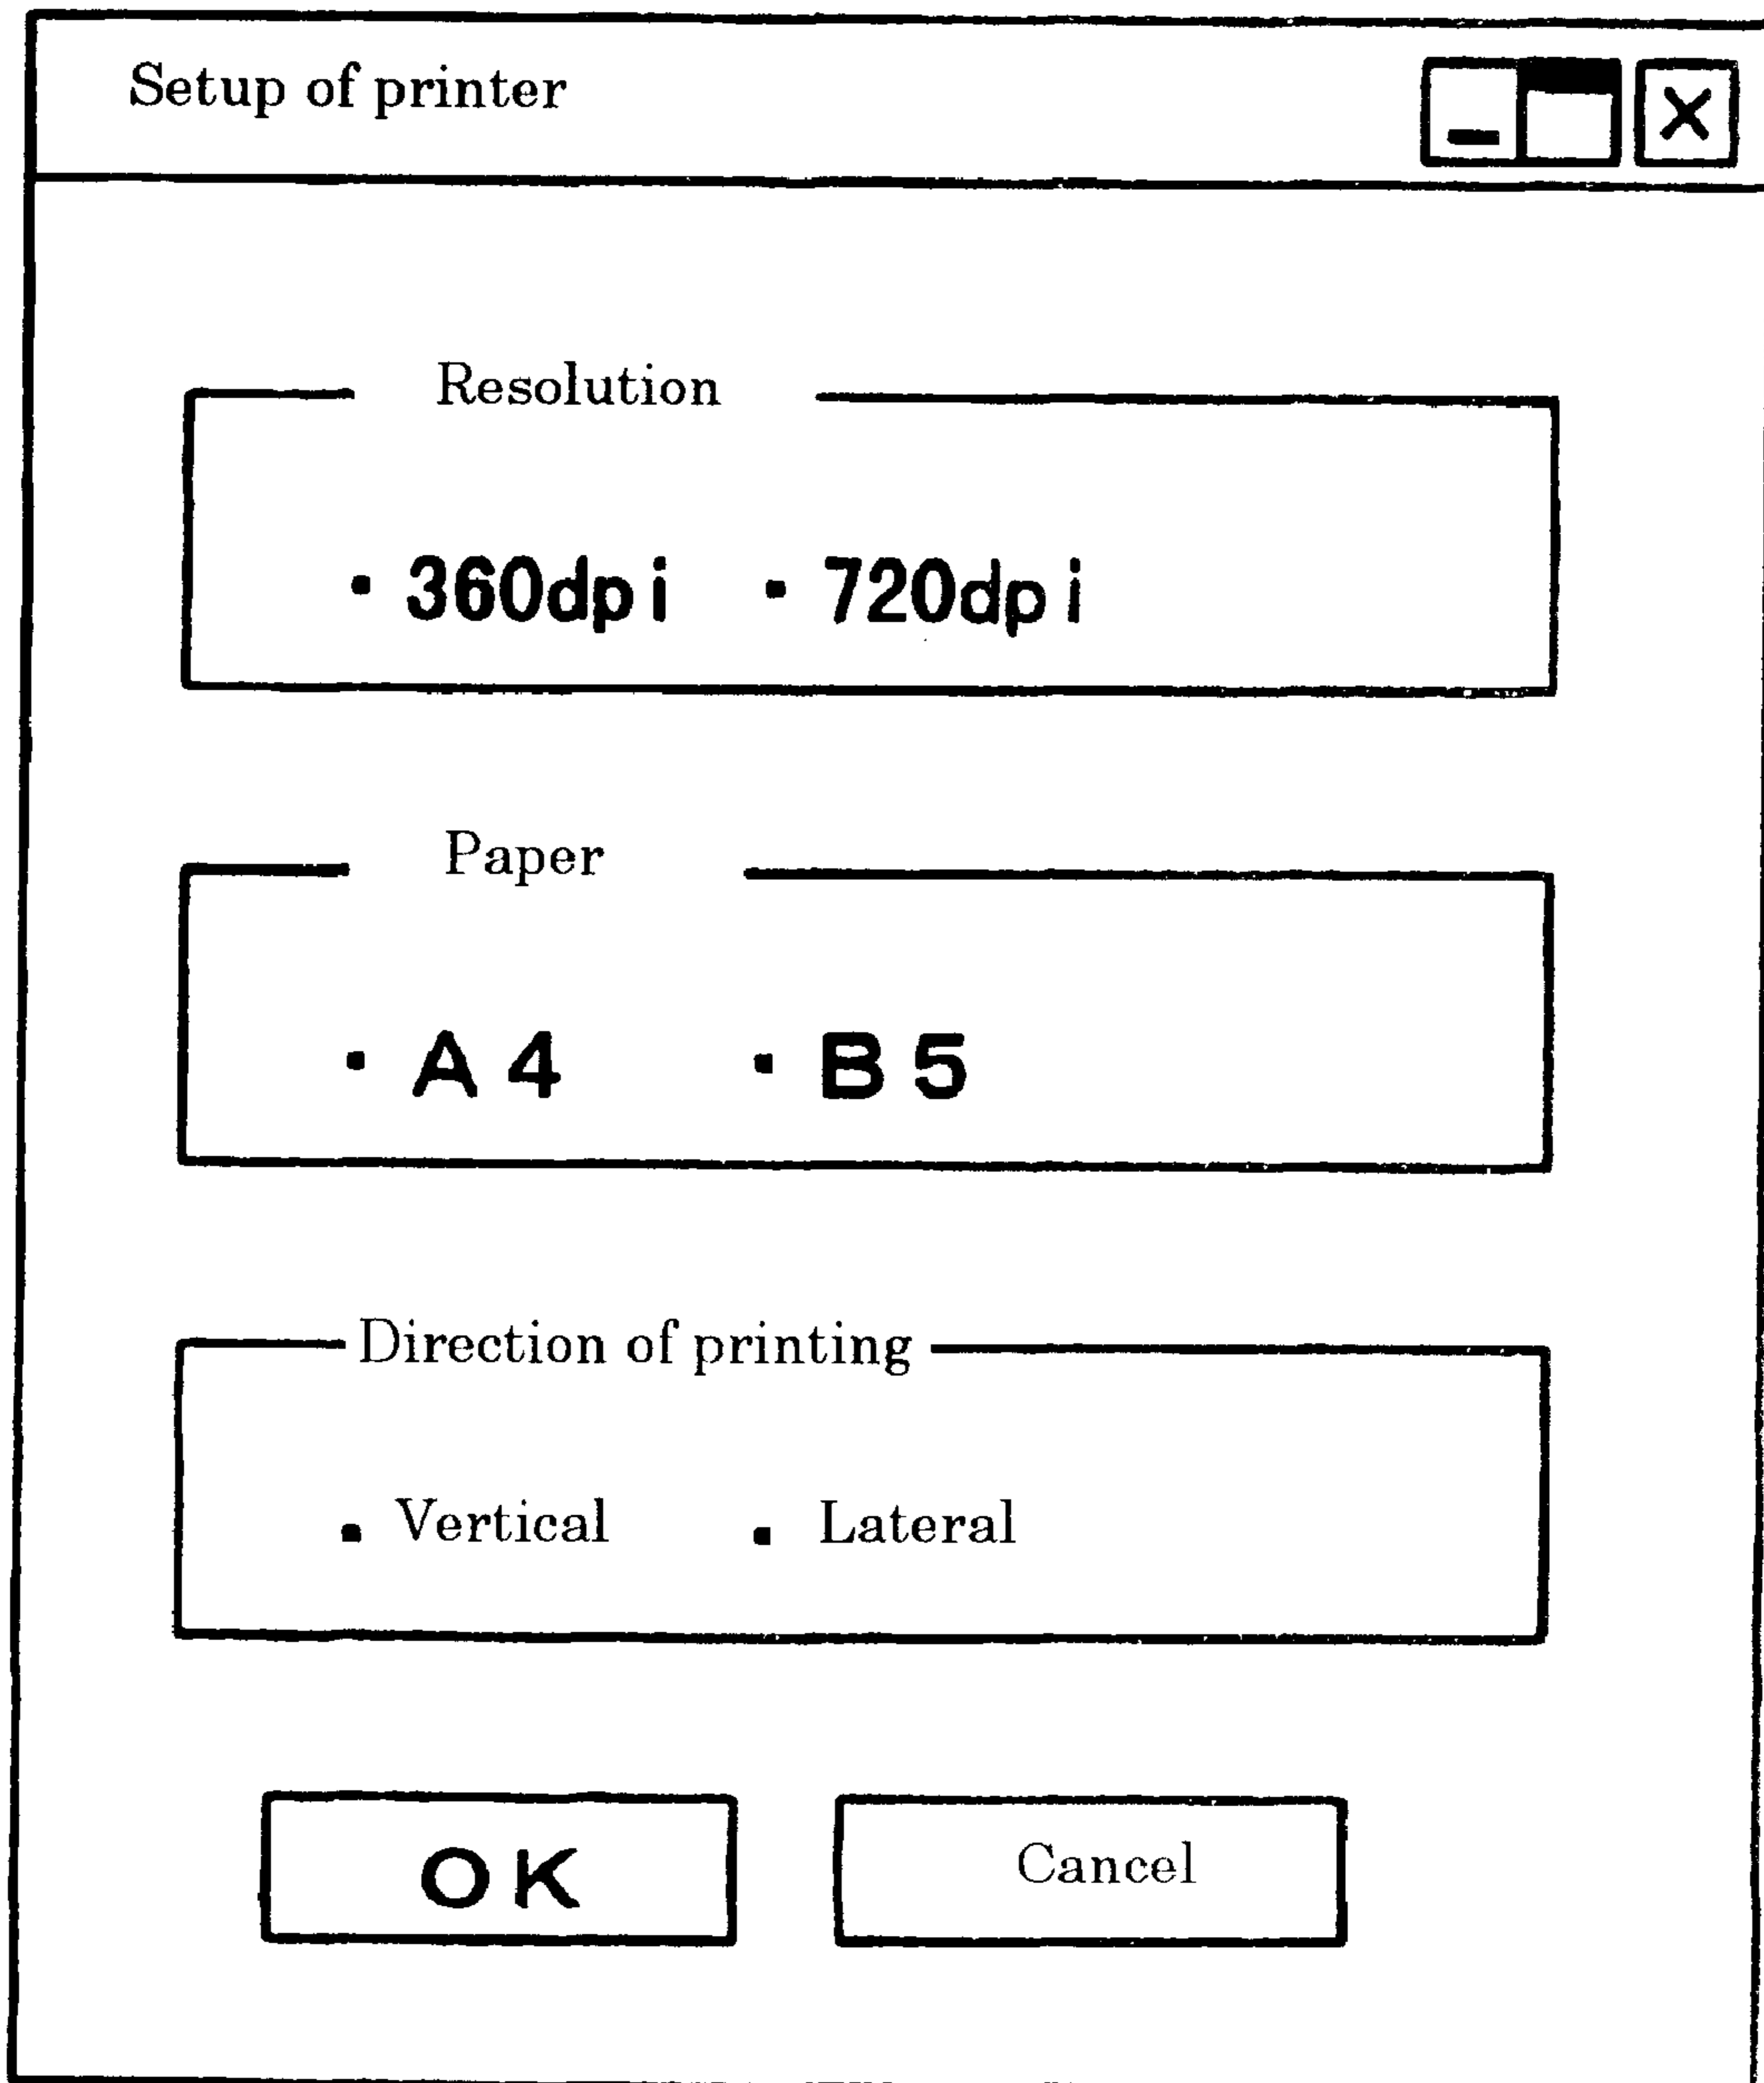 Setup of printer
Resolution
· 360dpi · 720dpi
Paper
· A4 · B5
Direction of printing
· Vertical · Lateral
OK Cancel